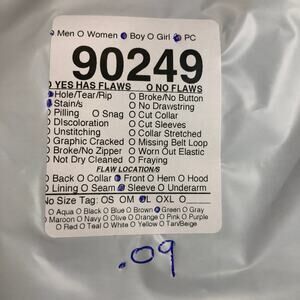 Men O Women Boy O Girl PC
90249
O YES HAS FLAWS O NO FLAWS
Hole/Tear/Rip O Broke/No Button
Stain/s O No Drawstring
O Pilling O Snag O Cut Collar
O Discoloration O Cut Sleeves
O Unstitching O Collar Stretched
O Graphic Cracked O Missing Belt Loop
O Broke/No Zipper O Worn Out Elastic
O Not Dry Cleaned O Fraying
FLAW LOCATION/S
O Back O Collar Front O Hem O Hood
O Lining O Seam Sleeve O Underarm
No Size Tag: OS OM L OXL O
O Aqua O Black O Blue O Brown Green O Gray
O Maroon O Navy O Olive O Orange O Pink O Purple
O Red O Teal O White O Yellow O Tan/Beige
.09